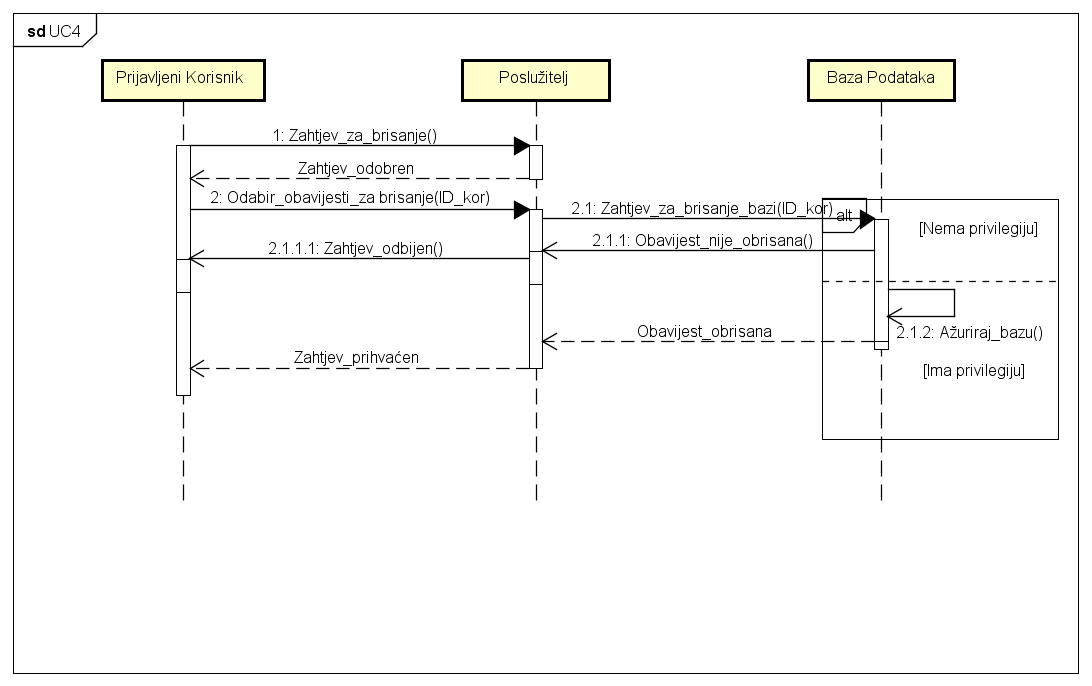 sd UC4
Prijavljeni Korisnik
Poslužitelj
Baza Podataka
1: Zahtjev_za_brisanje()
Zahtjev_odobren
2: Odabir_obavijesti_za brisanje(ID_kor)
2.1: Zahtjev_za_brisanje_bazi(ID_kor)
alt
[Nema privilegiju]
2.1.1: Obavijest_nije_obrisana()
2.1.1.1: Zahtjev_odbijen()
2.1.2: Ažuriraj_bazu()
Obavijest_obrisana
Zahtjev_prihvaćen
[Ima privilegiju]